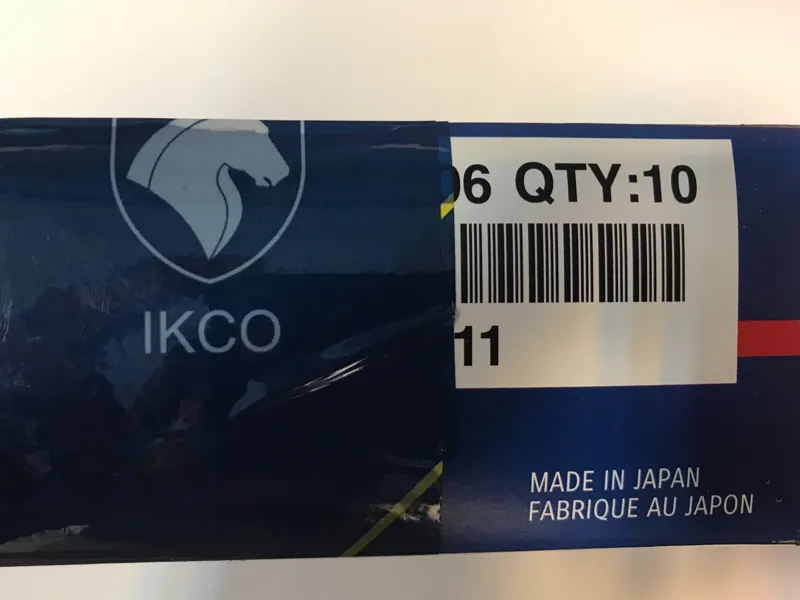 IKCO
06 QTY:10
11
MADE IN JAPAN
FABRIQUE AU JAPON